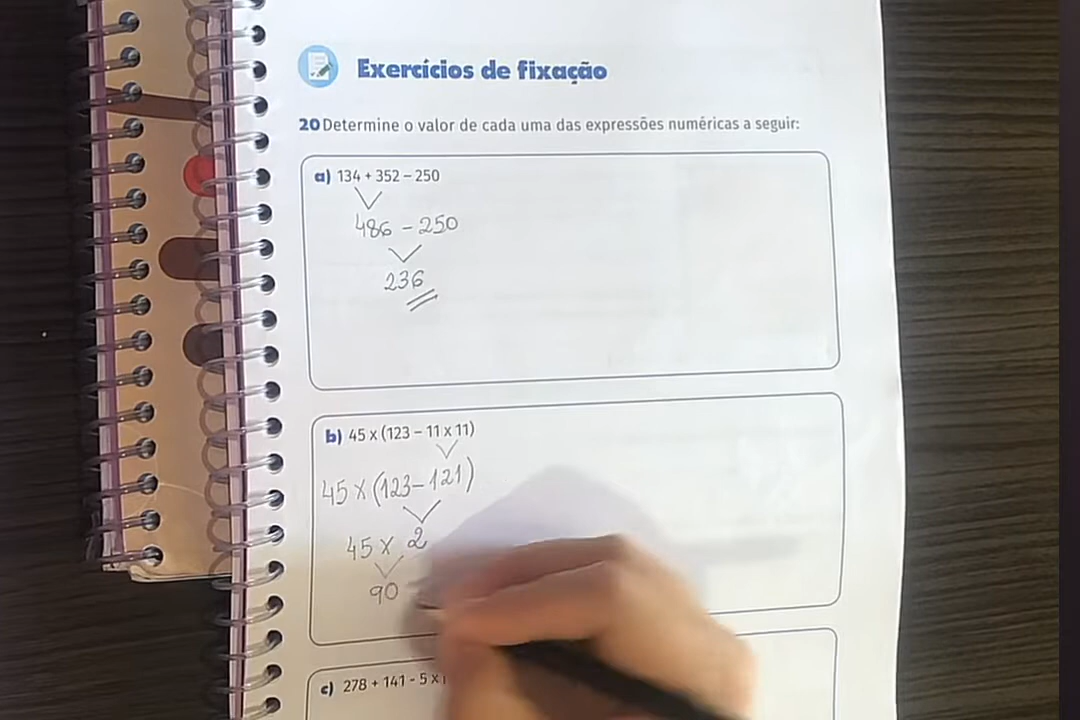 Exercícios de fixação
20 Determine o valor de cada uma das expressões numéricas a seguir:
a) 134 + 352 – 250
486 – 250
236
b) 45 x (123 – 11 x 11)
45 x (123 – 121)
45 x 2
90
c) 278 + 141 - 5 x